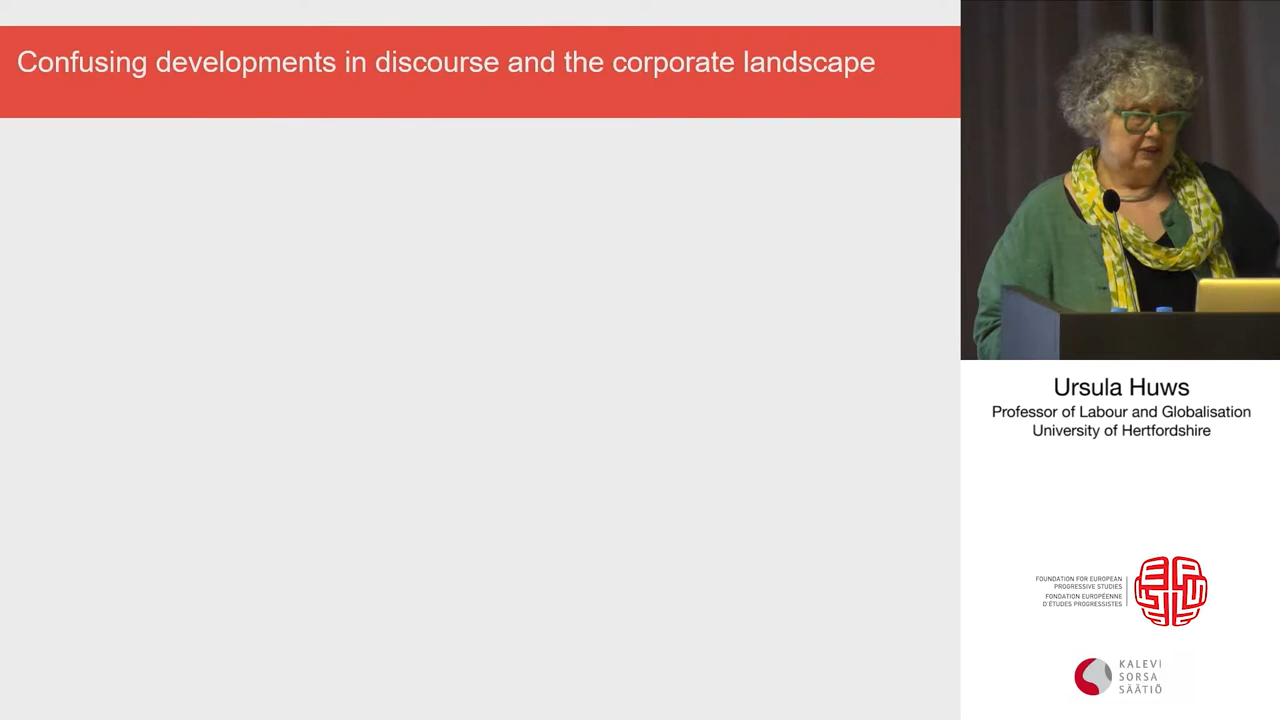 Confusing developments in discourse and the corporate landscape
Ursula Huws
Professor of Labour and Globalisation
University of Hertfordshire
FOUNDATION FOR EUROPEAN
PROGRESSIVE STUDIES
FONDATION EUROPÉENNE
D'ÉTUDES PROGRESSISTES
KALEVI
SORSA
SÄÄTIÖ